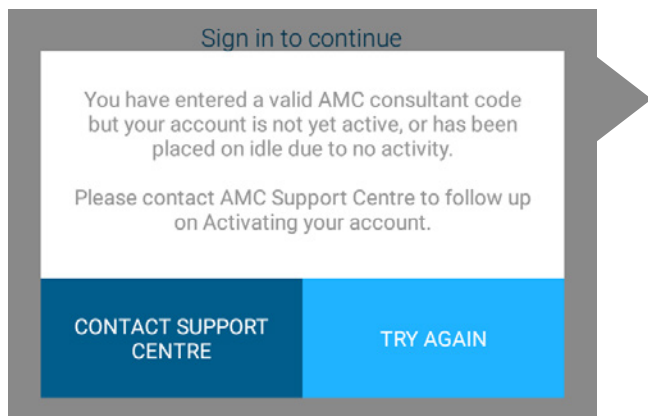 Sign in to continue
You have entered a valid AMC consultant code
but your account is not yet active, or has been
placed on idle due to no activity.
Please contact AMC Support Centre to follow up
on Activating your account.
CONTACT SUPPORT
CENTRE
TRY AGAIN